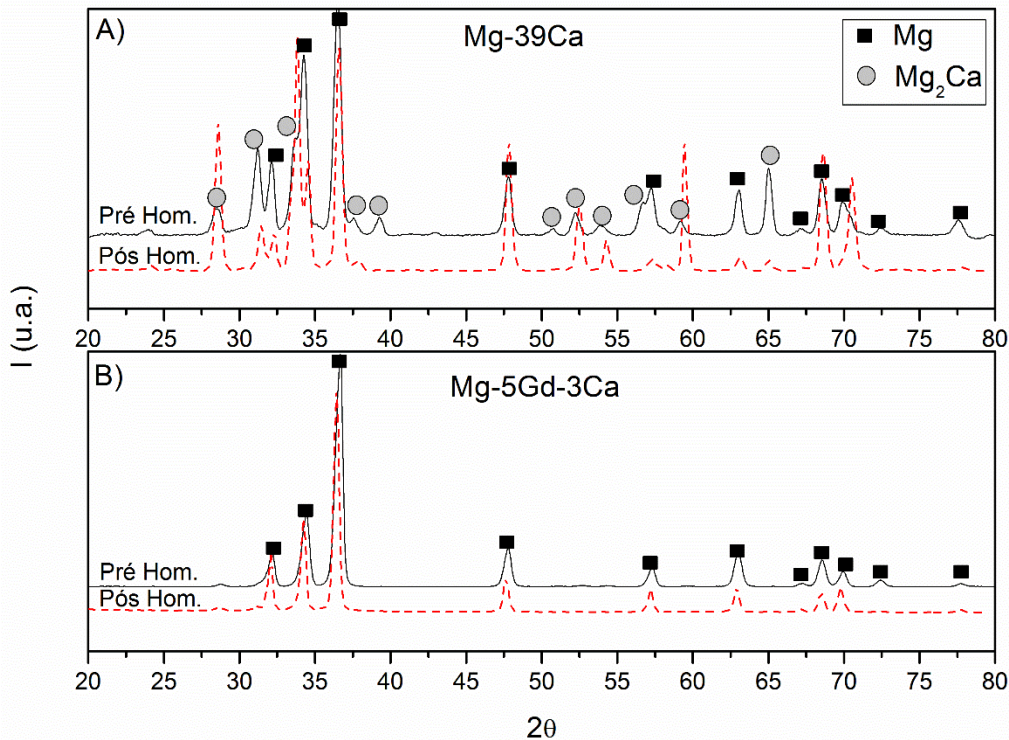 A)
Mg-39Ca
Mg
Mg₂Ca
Pré Hom.
Pós Hom.
20 25 30 35 40 45 50 55 60 65 70 75 80
I (u.a.)
B)
Mg-5Gd-3Ca
Pré Hom.
Pós Hom.
20 25 30 35 40 45 50 55 60 65 70 75 80
2θ